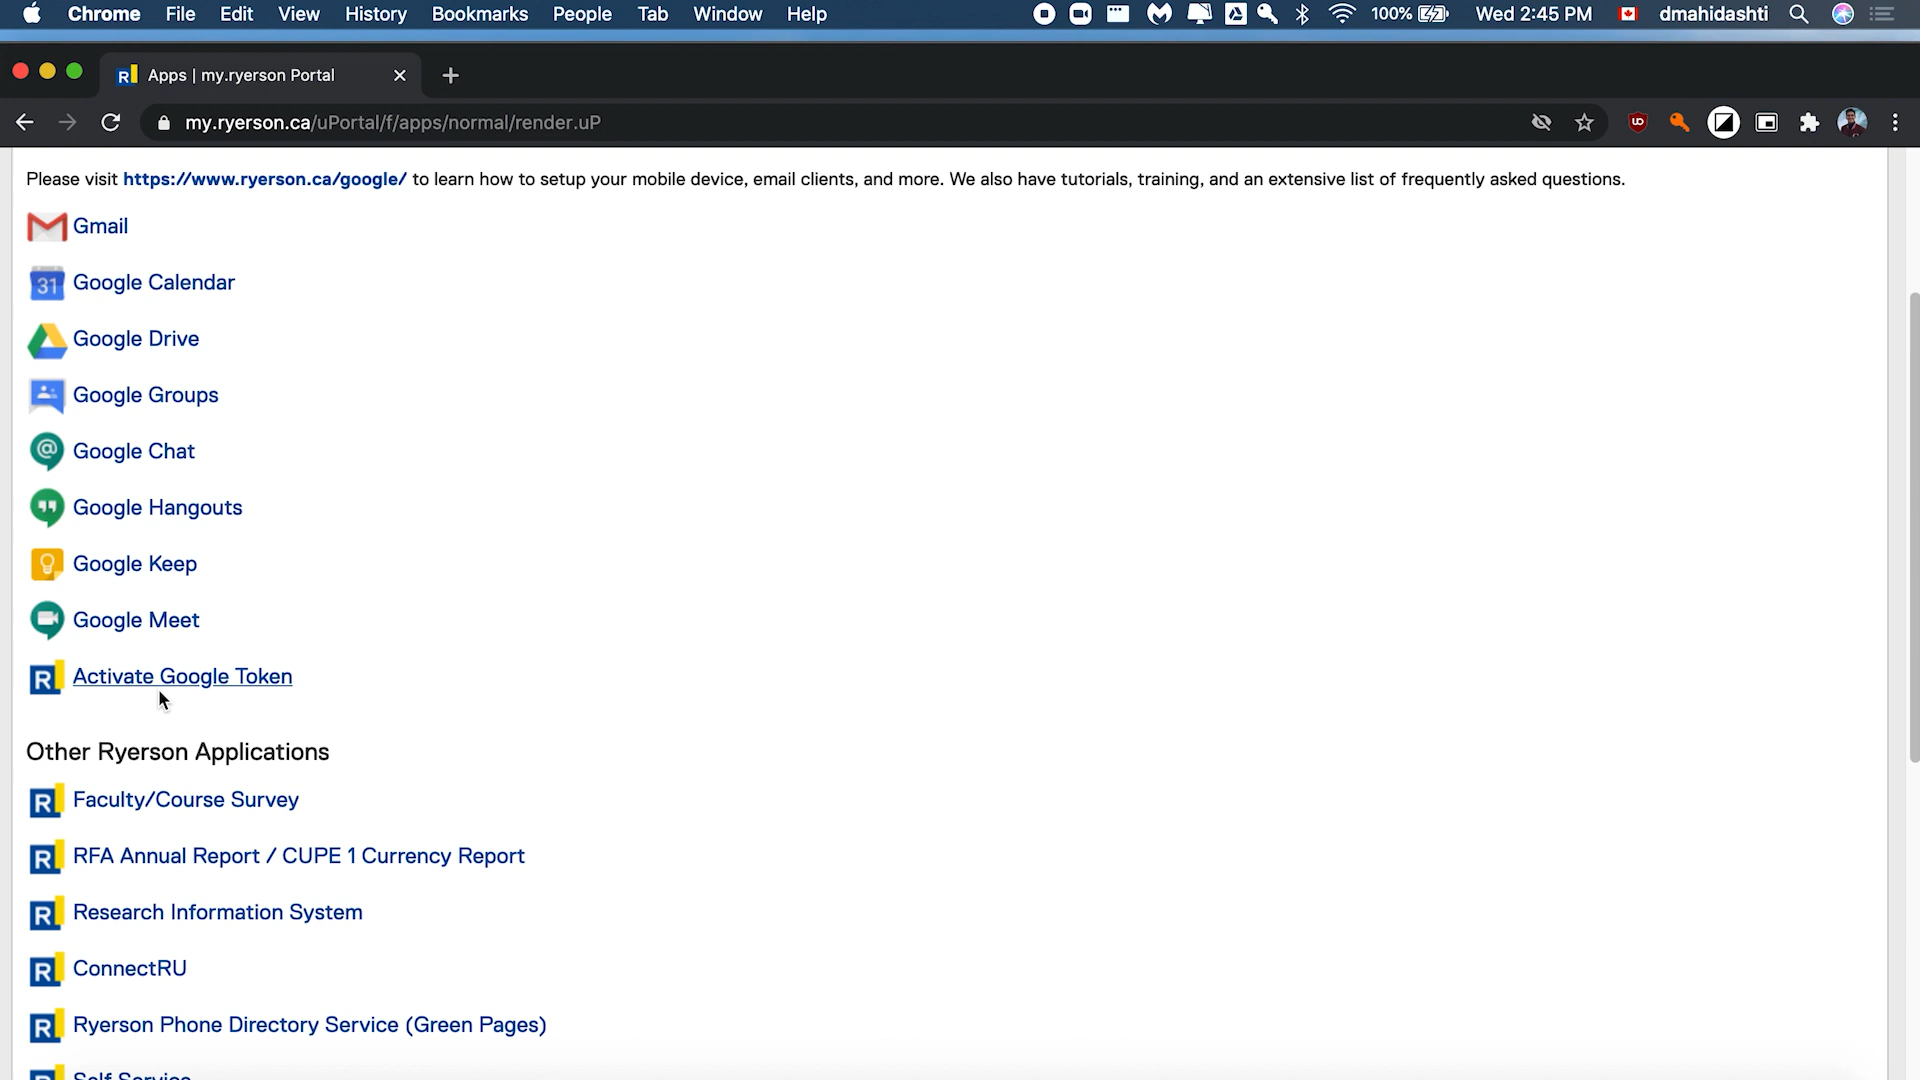 Chrome File Edit View History Bookmarks People Tab Window Help 100% Wed 2:45 PM dmahidashti
Apps | my.ryerson Portal
my.ryerson.ca/uPortal/f/apps/normal/render.uP
Please visit https://www.ryerson.ca/google/ to learn how to setup your mobile device, email clients, and more. We also have tutorials, training, and an extensive list of frequently asked questions.
Gmail
31 Google Calendar
Google Drive
Google Groups
Google Chat
Google Hangouts
Google Keep
Google Meet
R Activate Google Token
Other Ryerson Applications
R Faculty/Course Survey
R RFA Annual Report / CUPE 1 Currency Report
R Research Information System
R ConnectRU
R Ryerson Phone Directory Service (Green Pages)
Self Service